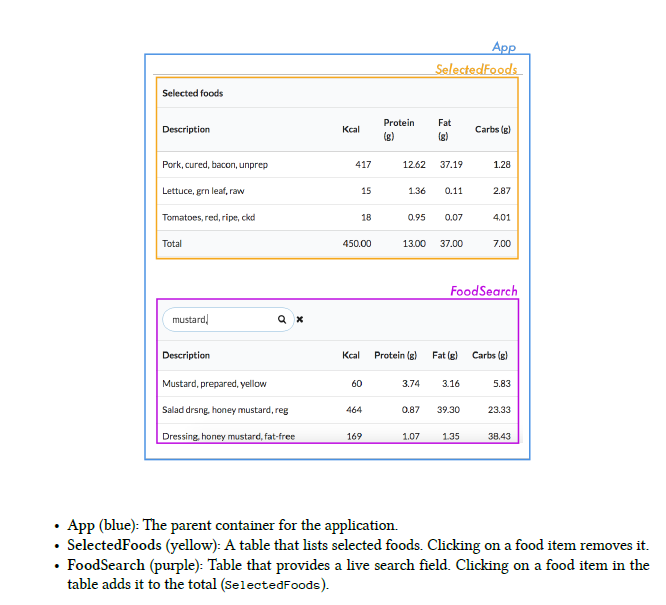 App
SelectedFoods
Selected foods
Description Kcal Protein (g) Fat (g) Carbs (g)
Pork, cured, bacon, unprep 417 12.62 37.19 1.28
Lettuce, grn leaf, raw 15 1.36 0.11 2.87
Tomatoes, red, ripe, ckd 18 0.95 0.07 4.01
Total 450.00 13.00 37.00 7.00
FoodSearch
mustard,
Description Kcal Protein (g) Fat (g) Carbs (g)
Mustard, prepared, yellow 60 3.74 3.16 5.83
Salad drsng, honey mustard, reg 464 0.87 39.30 23.33
Dressing, honey mustard, fat-free 169 1.07 1.35 38.43
• App (blue): The parent container for the application.
• SelectedFoods (yellow): A table that lists selected foods. Clicking on a food item removes it.
• FoodSearch (purple): Table that provides a live search field. Clicking on a food item in the
table adds it to the total (SelectedFoods).